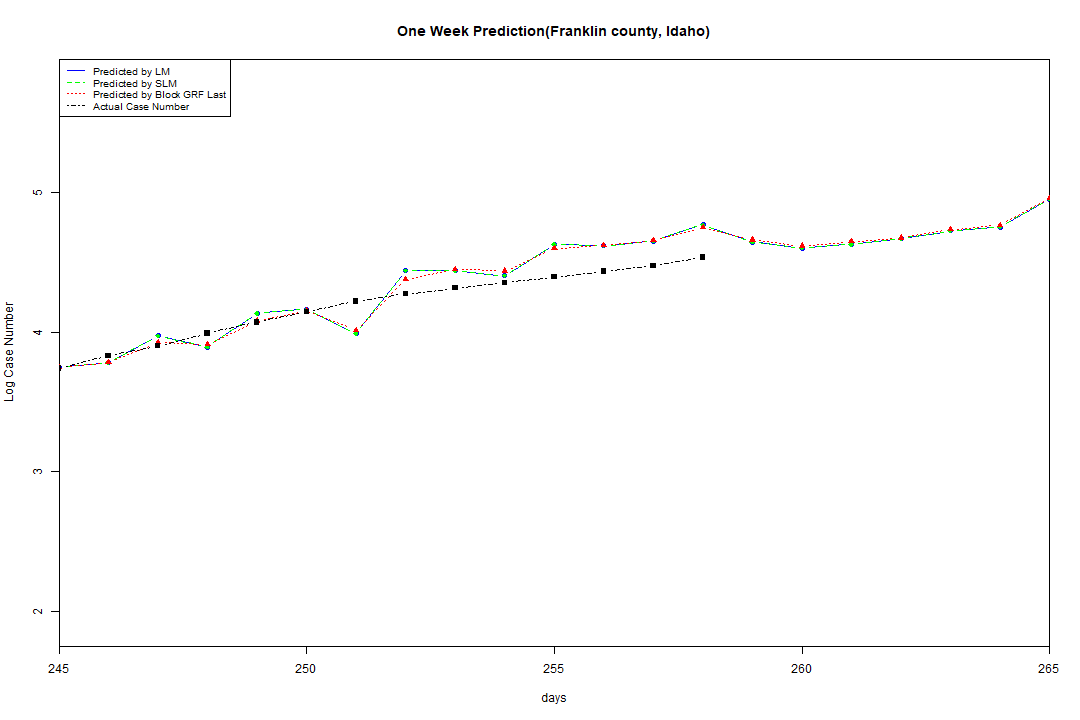 One Week Prediction(Franklin county, Idaho)
Predicted by LM
Predicted by SLM
Predicted by Block GRF Last
Actual Case Number
Log Case Number
5
4
3
2
245 250 255 260 265
days